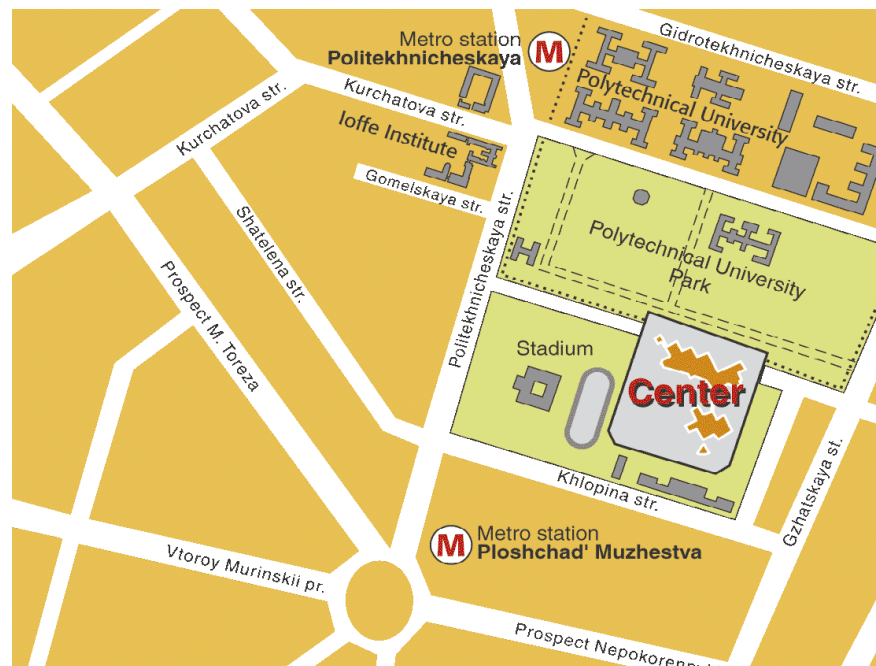 Metro station
Politekhnicheskaya
M
Gidrotekhnicheskaya str.
Polytechnical University
Kurchatova str.
Kurchatova str.
Ioffe Institute
Gomelskaya str.
Shatelena str.
Politekhnicheskaya str.
Polytechnical University
Park
Prospect M. Toreza
Stadium
Center
Khlopina str.
Gzhatskaya st.
M
Metro station
Ploshchad' Muzhestva
Vtoroy Murinskii pr.
Prospect